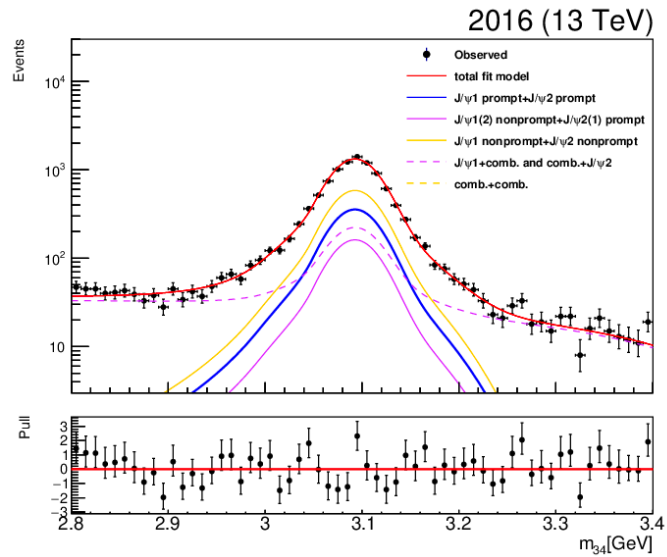 2016 (13 TeV)
Events
10⁴
10³
10²
10
Observed
total fit model
J/ψ1 prompt+J/ψ2 prompt
J/ψ1(2) nonprompt+J/ψ2(1) prompt
J/ψ1 nonprompt+J/ψ2 nonprompt
J/ψ1+comb. and comb.+J/ψ2
comb.+comb.
Pull
3
2
1
0
−1
−2
−3
2.8 2.9 3 3.1 3.2 3.3 3.4
m₃₄[GeV]